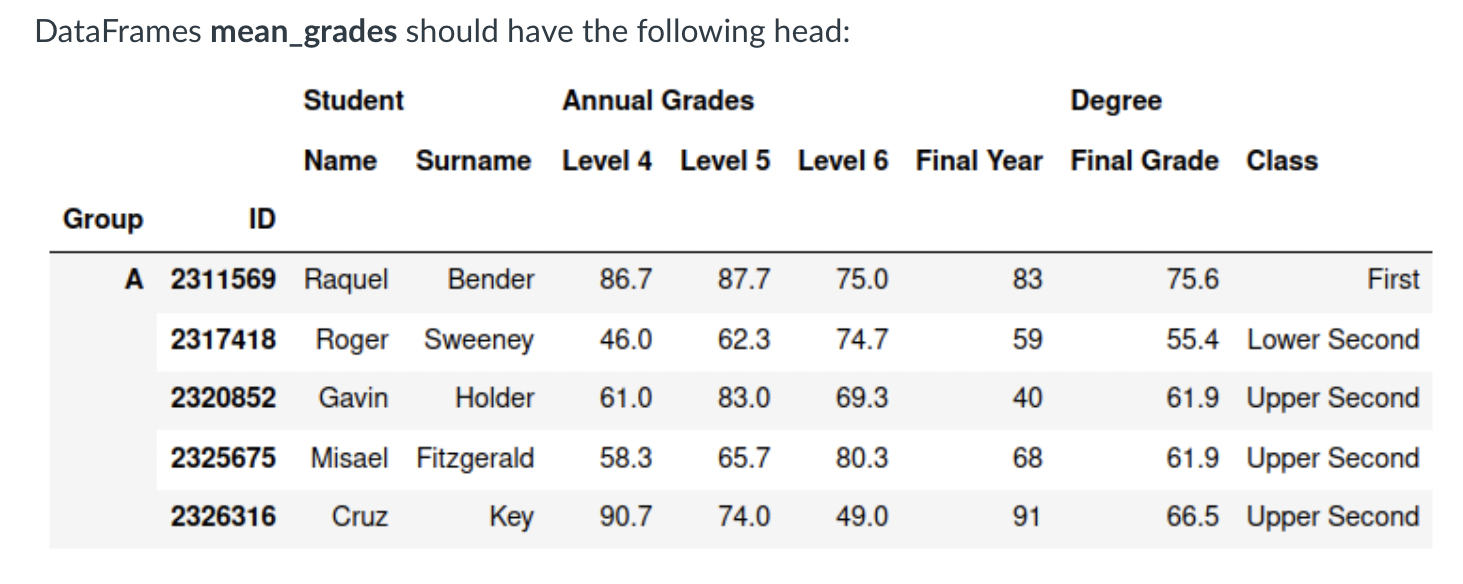 DataFrames mean_grades should have the following head:
Student Annual Grades Degree
Name Surname Level 4 Level 5 Level 6 Final Year Final Grade Class
Group ID
A 2311569 Raquel Bender 86.7 87.7 75.0 83 75.6 First
2317418 Roger Sweeney 46.0 62.3 74.7 59 55.4 Lower Second
2320852 Gavin Holder 61.0 83.0 69.3 40 61.9 Upper Second
2325675 Misael Fitzgerald 58.3 65.7 80.3 68 61.9 Upper Second
2326316 Cruz Key 90.7 74.0 49.0 91 66.5 Upper Second